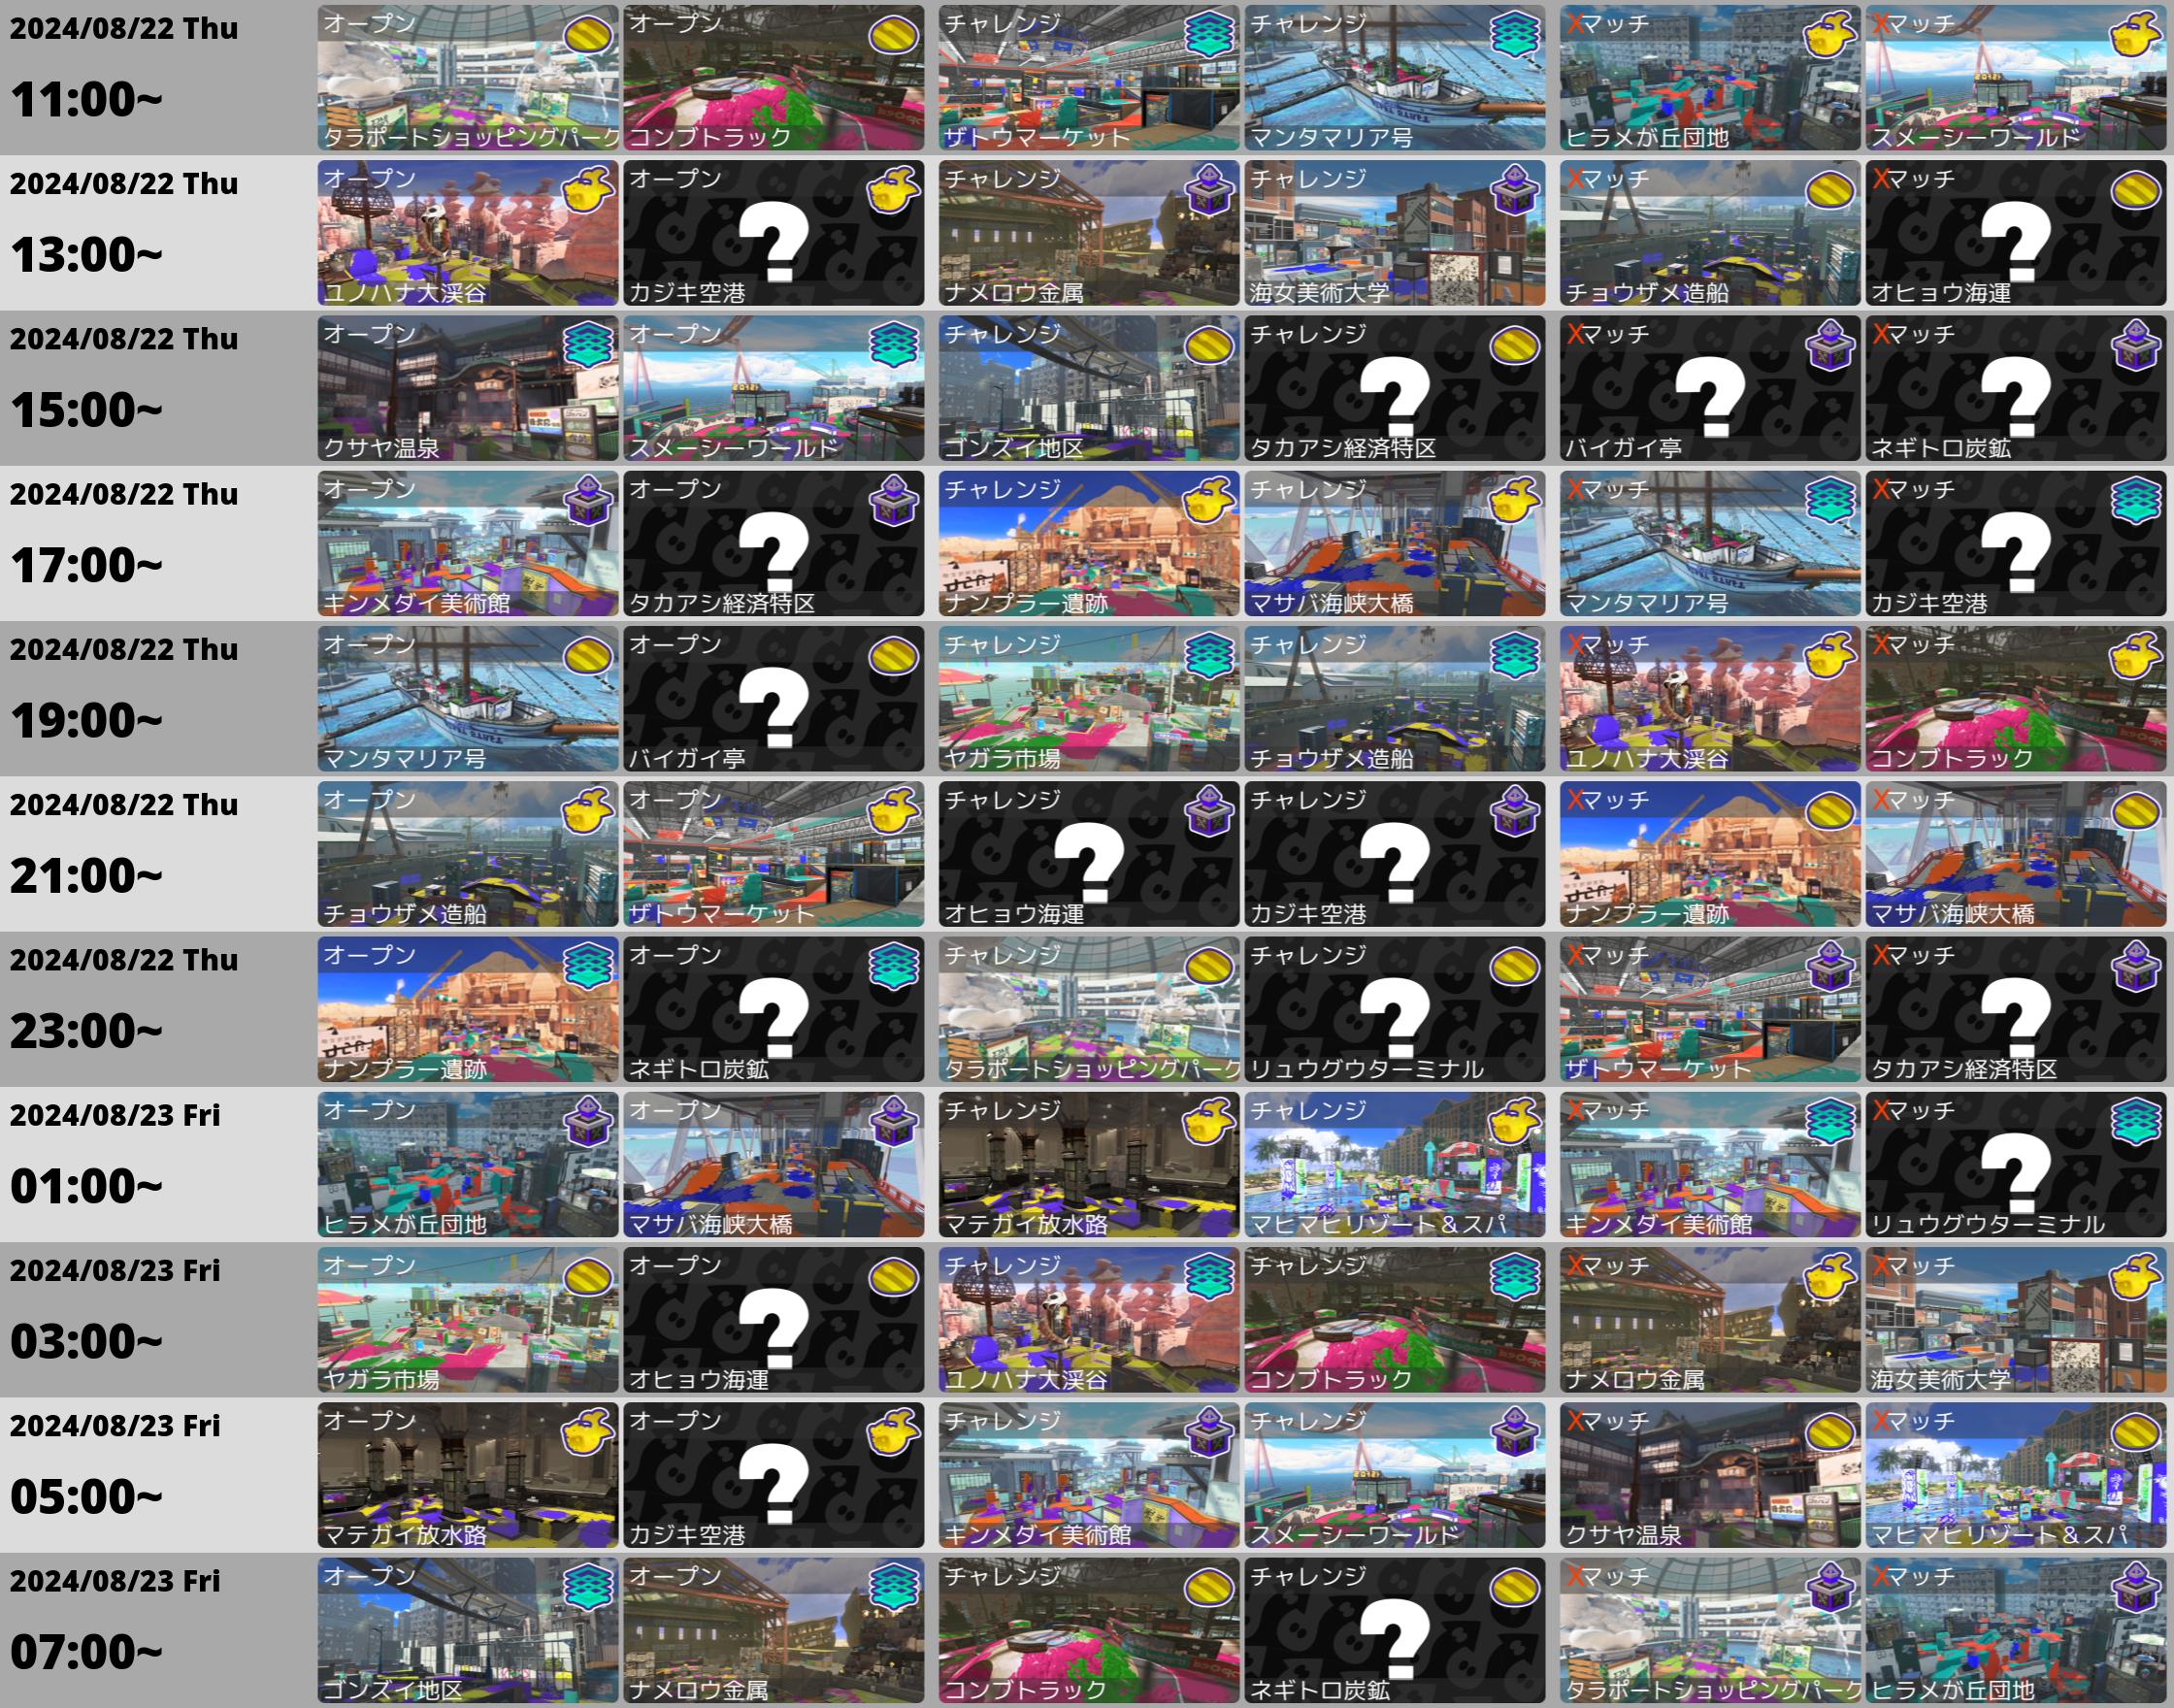 2024/08/22 Thu
11:00~
オープン オープン チャレンジ チャレンジ Xマッチ Xマッチ
タラポートショッピングパーク コンブトラック ザトウマーケット マンタマリア号 ヒラメが丘団地 スメーシーワールド
2024/08/22 Thu
13:00~
オープン オープン チャレンジ チャレンジ Xマッチ Xマッチ
ユノハナ大渓谷 カジキ空港 ナメロウ金属 海女美術大学 チョウザメ造船 オヒョウ海運
2024/08/22 Thu
15:00~
オープン オープン チャレンジ チャレンジ Xマッチ Xマッチ
クサヤ温泉 スメーシーワールド ゴンズイ地区 タカアシ経済特区 バイガイ亭 ネギトロ炭鉱
2024/08/22 Thu
17:00~
オープン オープン チャレンジ チャレンジ Xマッチ Xマッチ
キンメダイ美術館 タカアシ経済特区 ナンプラー遺跡 マサバ海峡大橋 マンタマリア号 カジキ空港
2024/08/22 Thu
19:00~
オープン オープン チャレンジ チャレンジ Xマッチ Xマッチ
マンタマリア号 バイガイ亭 ヤガラ市場 チョウザメ造船 ユノハナ大渓谷 コンブトラック
2024/08/22 Thu
21:00~
オープン オープン チャレンジ チャレンジ Xマッチ Xマッチ
チョウザメ造船 ザトウマーケット オヒョウ海運 カジキ空港 ナンプラー遺跡 マサバ海峡大橋
2024/08/22 Thu
23:00~
オープン オープン チャレンジ チャレンジ Xマッチ Xマッチ
ナンプラー遺跡 ネギトロ炭鉱 タラポートショッピングパーク リュウグウターミナル ザトウマーケット タカアシ経済特区
2024/08/23 Fri
01:00~
オープン オープン チャレンジ チャレンジ Xマッチ Xマッチ
ヒラメが丘団地 マサバ海峡大橋 マテガイ放水路 マヒマヒリゾート&スパ キンメダイ美術館 リュウグウターミナル
2024/08/23 Fri
03:00~
オープン オープン チャレンジ チャレンジ Xマッチ Xマッチ
ヤガラ市場 オヒョウ海運 ユノハナ大渓谷 コンブトラック ナメロウ金属 海女美術大学
2024/08/23 Fri
05:00~
オープン オープン チャレンジ チャレンジ Xマッチ Xマッチ
マテガイ放水路 カジキ空港 キンメダイ美術館 スメーシーワールド クサヤ温泉 マヒマヒリゾート&スパ
2024/08/23 Fri
07:00~
オープン オープン チャレンジ チャレンジ Xマッチ Xマッチ
ゴンズイ地区 ナメロウ金属 コンブトラック ネギトロ炭鉱 タラポートショッピングパーク ヒラメが丘団地